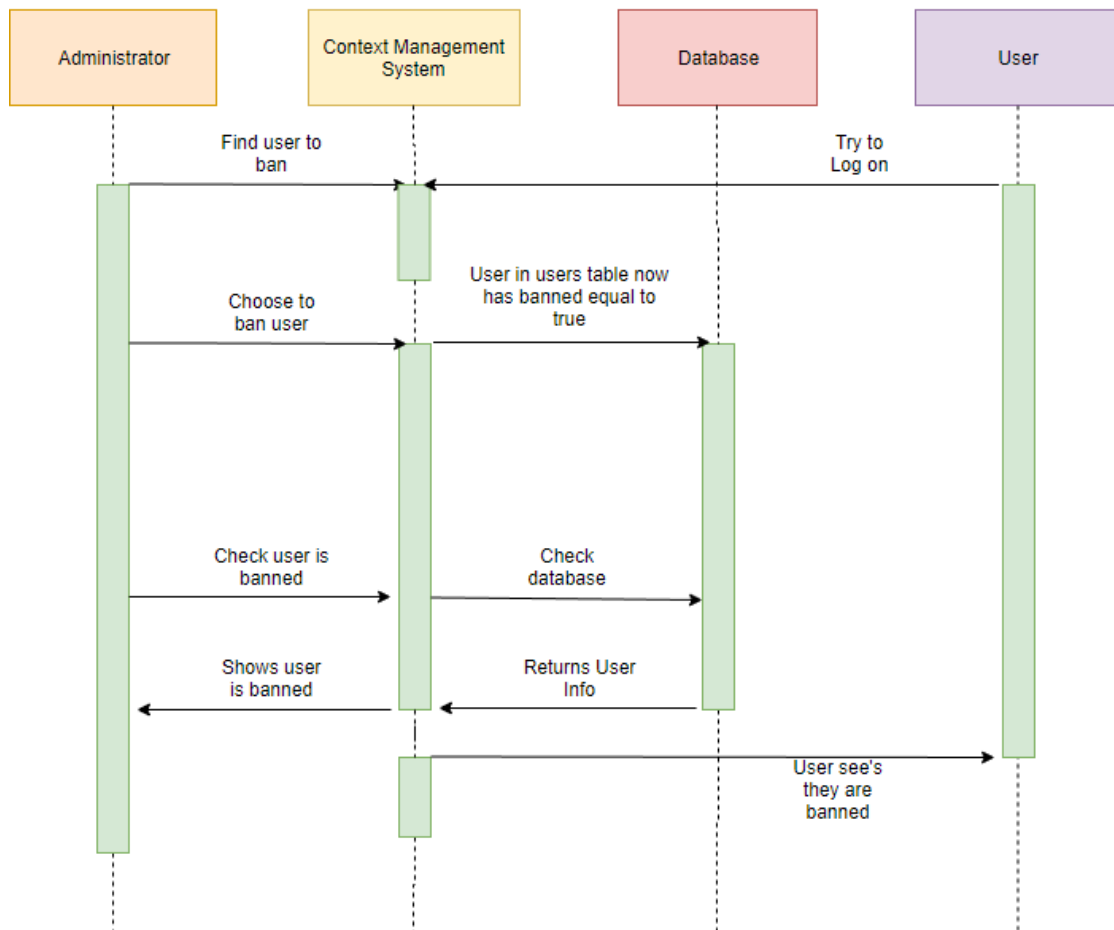 Administrator
Context Management
System
Database
User
Find user to
ban
Try to
Log on
Choose to
ban user
User in users table now
has banned equal to
true
Check user is
banned
Check
database
Shows user
is banned
Returns User
Info
User see's
they are
banned